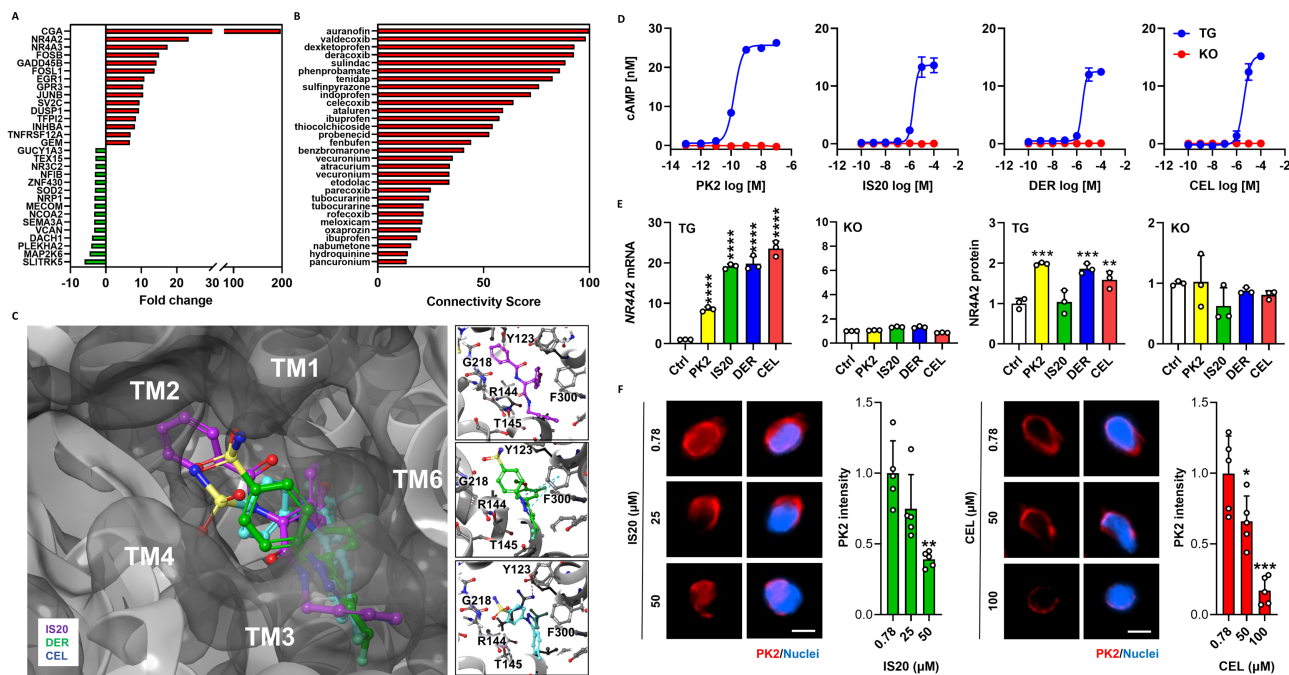 A
CGA
NR4A2
NR4A3
FOSB
GADD45B
FOSL1
EGR1
GPR3
JUNB
SV2C
DUSP1
TFPI2
INHBA
TNFRSF12A
GEM
GUCY1A3
TEX15
NR3C2
NFIB
ZNF430
SOD2
NRP1
MECOM
NCOA2
SEMA3A
VCAN
DACH1
PLEKHA2
MAP2K6
SLITRK5
-10 0 10 20 30 100 200
Fold change
B
auranofin
valdecoxib
dexketoprofen
deracoxib
sulindac
phenprobamate
tenidap
sulfinpyrazone
indoprofen
celecoxib
ataluren
ibuprofen
thiocolchicoside
probenecid
fenbufen
benzbromarone
vecuronium
atracurium
vecuronium
etodolac
parecoxib
tubocurarine
tubocurarine
rofecoxib
meloxicam
oxaprozin
ibuprofen
nabumetone
hydroquinine
pancuronium
0 50 100
Connectivity Score
C
TM1
TM2
TM6
TM4
TM3
IS20
DER
CEL
Y123
G218
R144
F300
T145
Y123
G218
R144
F300
T145
Y123
G218
R144
F300
T145
D
cAMP [nM]
30
20
10
0
-14 -12 -10 -8 -6
PK2 log [M]
-12 -10 -8 -6 -4 -2
IS20 log [M]
-12 -10 -8 -6 -4 -2
DER log [M]
TG
KO
-12 -10 -8 -6 -4 -2
CEL log [M]
E
NR4A2 mRNA
30
20
10
0
TG
****
****
****
****
Ctrl PK2 IS20 DER CEL
KO
10
8
6
4
2
0
Ctrl PK2 IS20 DER CEL
NR4A2 protein
3
2
1
0
TG
***
***
**
Ctrl PK2 IS20 DER CEL
KO
2.0
1.5
1.0
0.5
0.0
Ctrl PK2 IS20 DER CEL
F
IS20 (µM)
0.78
25
50
PK2/Nuclei
PK2 intensity
2.0
1.5
1.0
0.5
0.0
**
0.78 25 50
IS20 (µM)
CEL (µM)
0.78
50
100
PK2/Nuclei
PK2 intensity
1.5
1.0
0.5
0.0
*
***
0.78 50 100
CEL (µM)